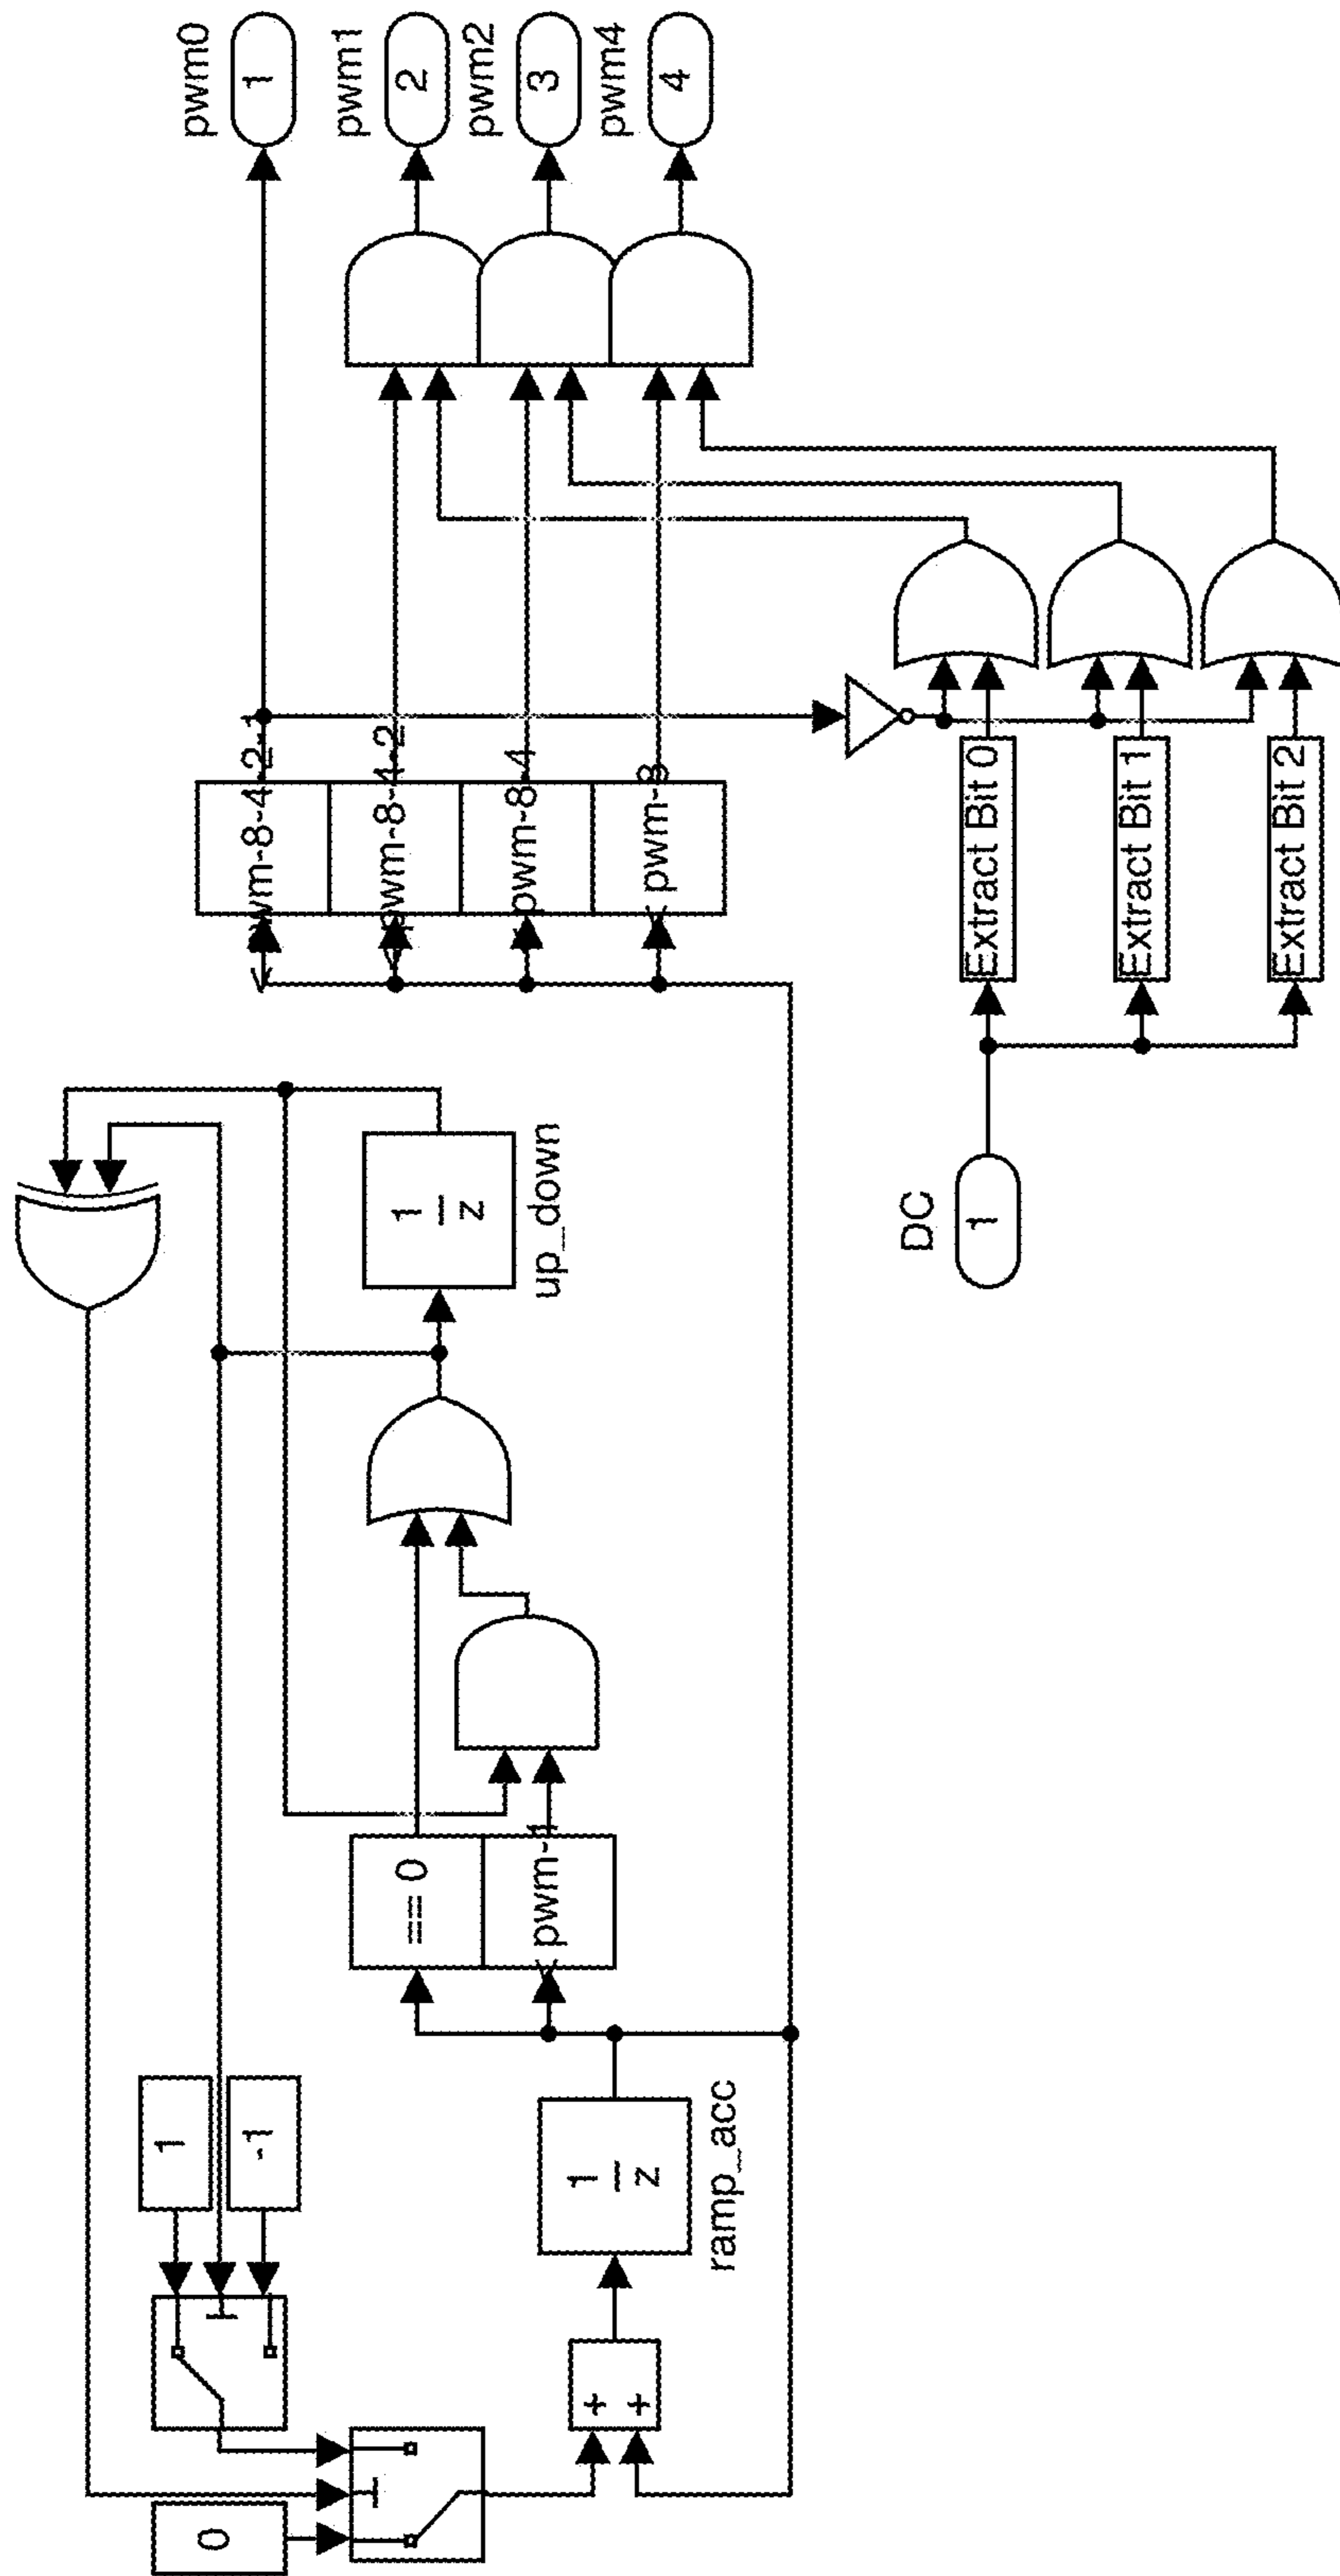 1
0
-1
< pwm-8-4-2-1
pwm0
1
== 0
1
z
up_down
< pwm-8-4-2
pwm1
2
< pwm-1
< pwm-8-4
pwm2
3
+
+
1
z
ramp_acc
< pwm-8
pwm4
4
DC
1
Extract Bit 0
Extract Bit 1
Extract Bit 2